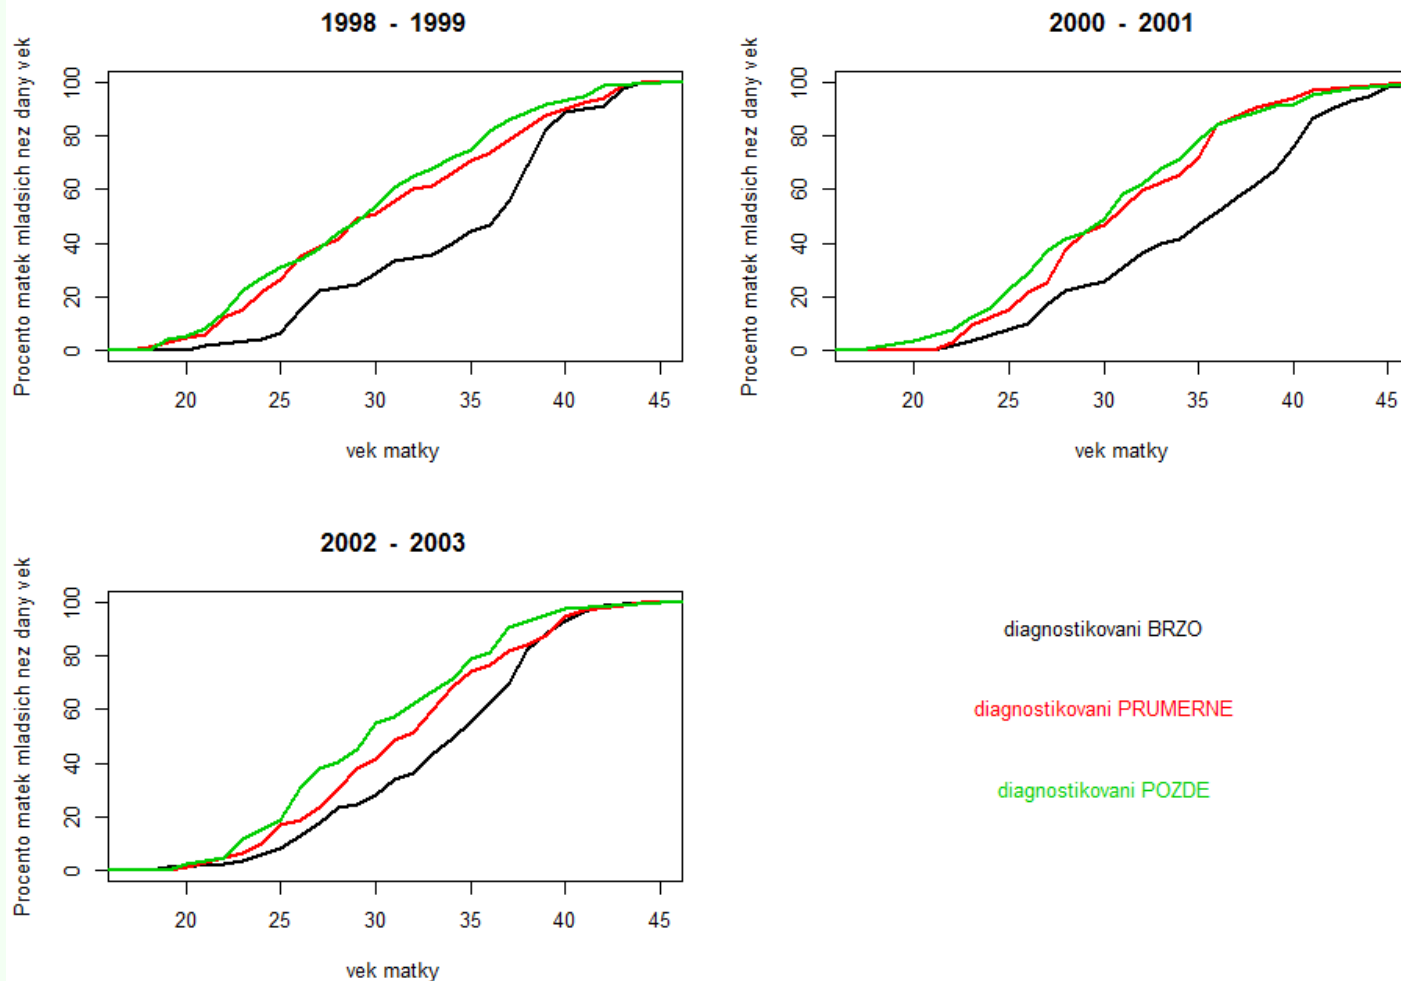 1998 - 1999
Procento matek mladsich nez dany vek
0 20 40 60 80 100
20 25 30 35 40 45
vek matky
2000 - 2001
Procento matek mladsich nez dany vek
0 20 40 60 80 100
20 25 30 35 40 45
vek matky
2002 - 2003
Procento matek mladsich nez dany vek
0 20 40 60 80 100
20 25 30 35 40 45
vek matky
diagnostikovani BRZO
diagnostikovani PRUMERNE
diagnostikovani POZDE